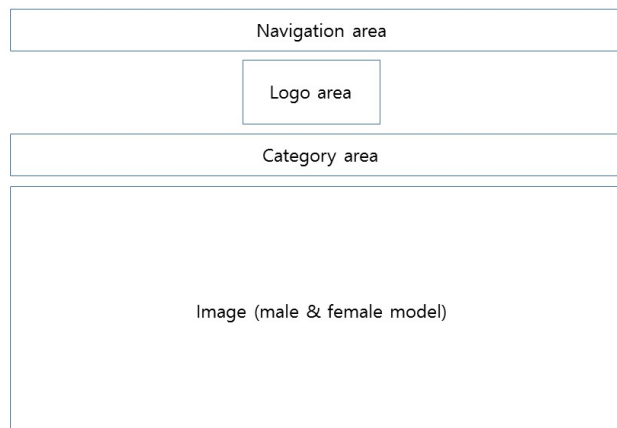 Navigation area
Logo area
Category area
Image (male & female model)